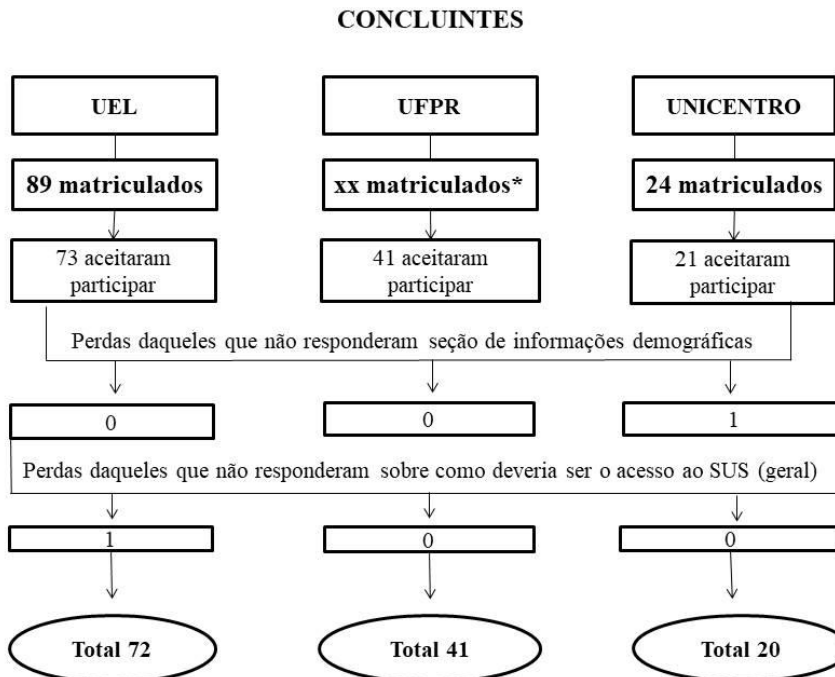 CONCLUINTES
UEL
UFPR
UNICENTRO
89 matriculados
xx matriculados*
24 matriculados
73 aceitaram
participar
41 aceitaram
participar
21 aceitaram
participar
Perdas daqueles que não responderam seção de informações demográficas
0
0
1
Perdas daqueles que não responderam sobre como deveria ser o acesso ao SUS (geral)
1
0
0
Total 72
Total 41
Total 20